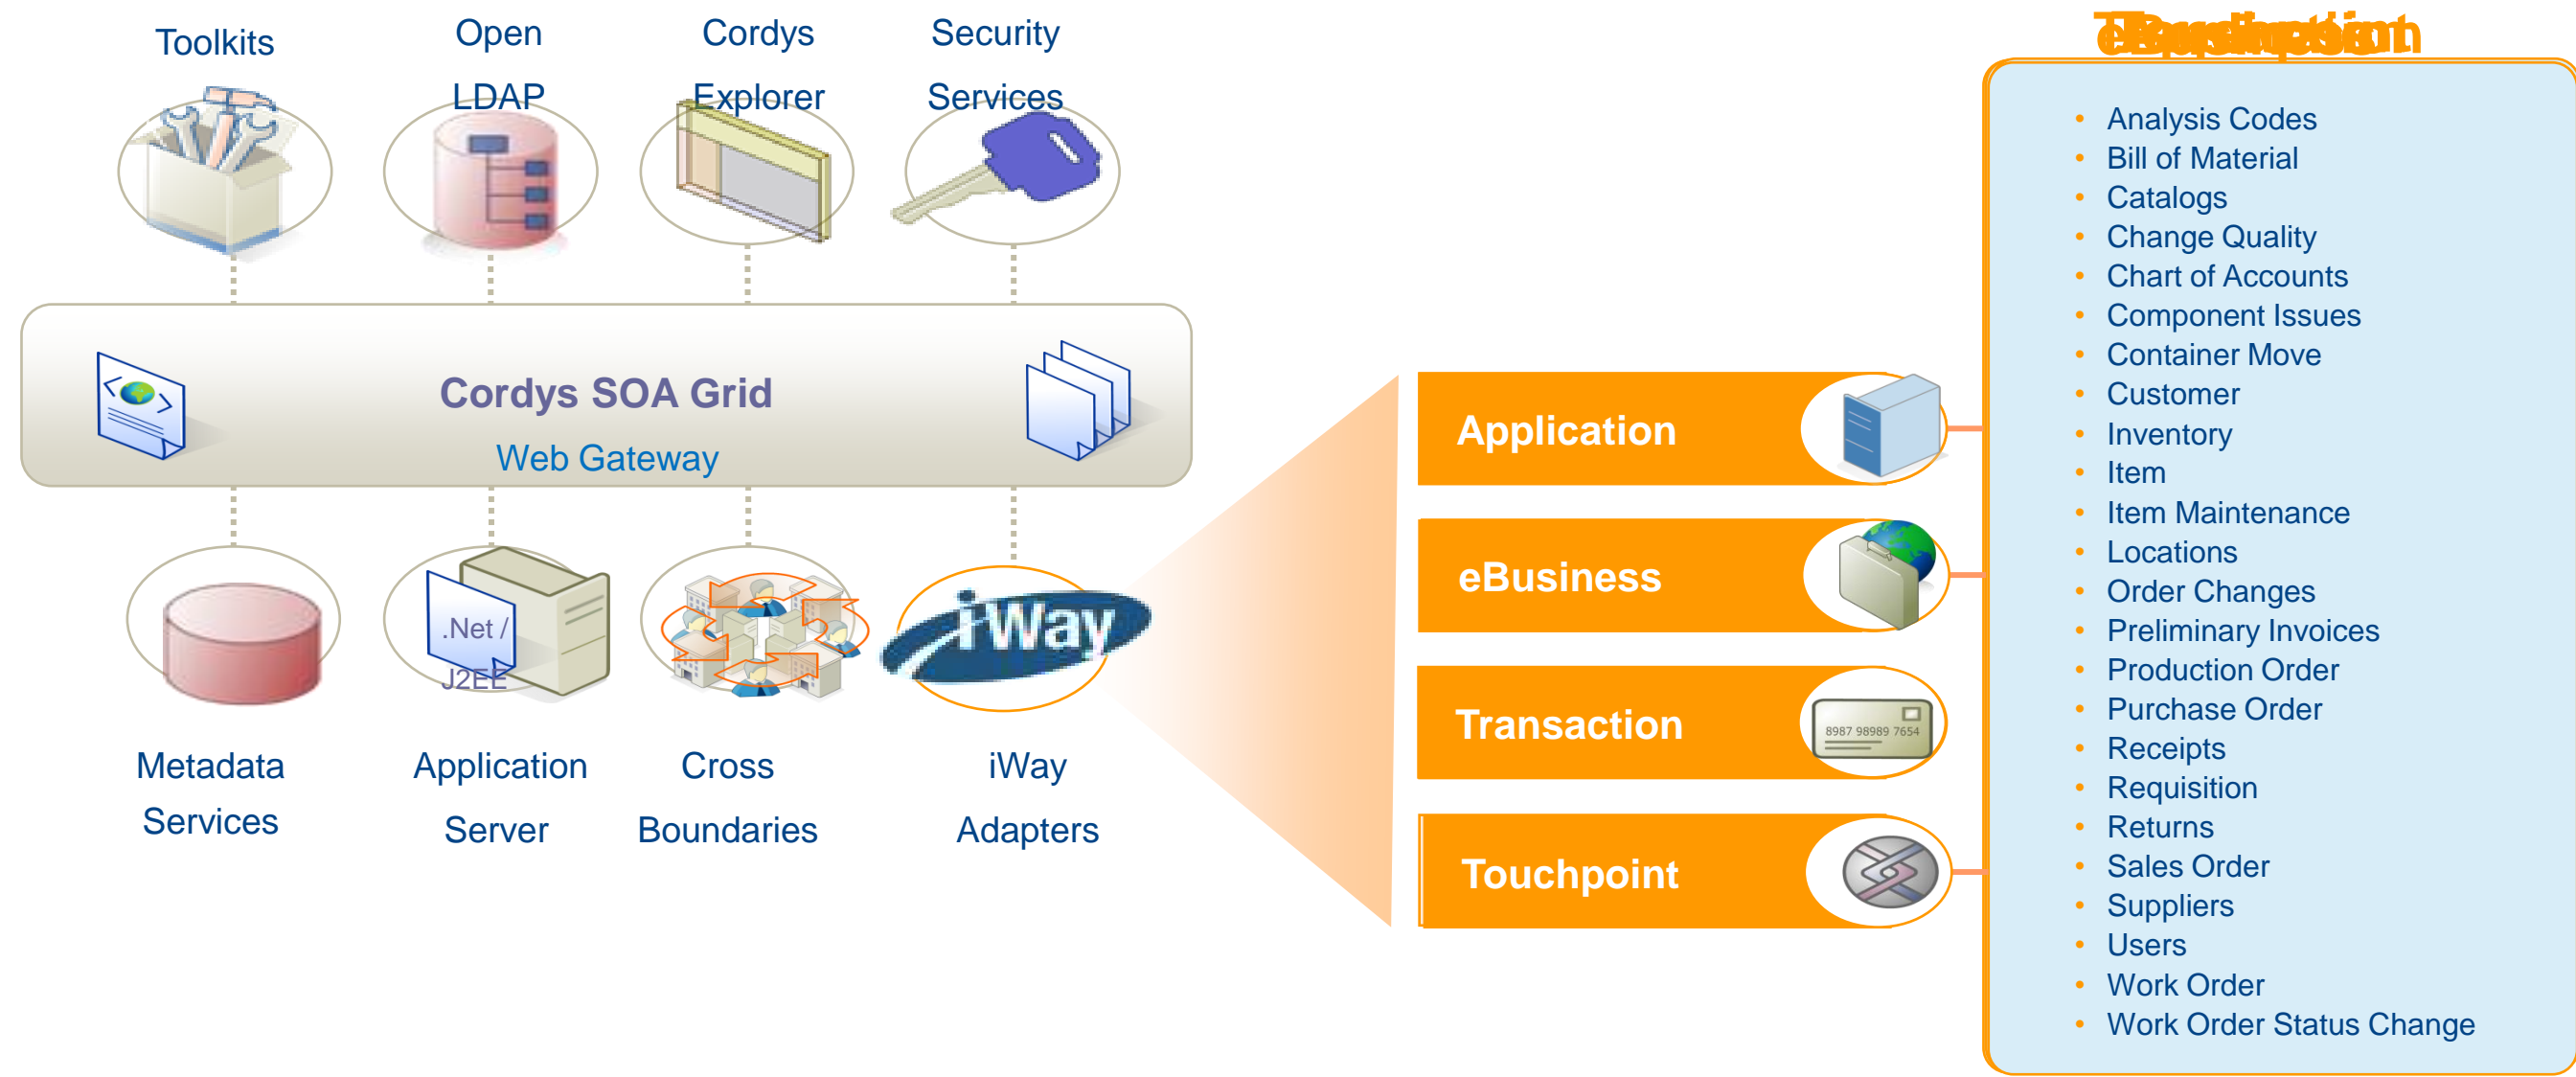 Toolkits
Open
LDAP
Cordys
Explorer
Security
Services
Cordys SOA Grid
Web Gateway
.Net /
J2EE
iWay
Metadata
Services
Application
Server
Cross
Boundaries
iWay
Adapters
Application
eBusiness
Transaction
8987 98989 7654
Touchpoint
• Analysis Codes
• Bill of Material
• Catalogs
• Change Quality
• Chart of Accounts
• Component Issues
• Container Move
• Customer
• Inventory
• Item
• Item Maintenance
• Locations
• Order Changes
• Preliminary Invoices
• Production Order
• Purchase Order
• Receipts
• Requisition
• Returns
• Sales Order
• Suppliers
• Users
• Work Order
• Work Order Status Change